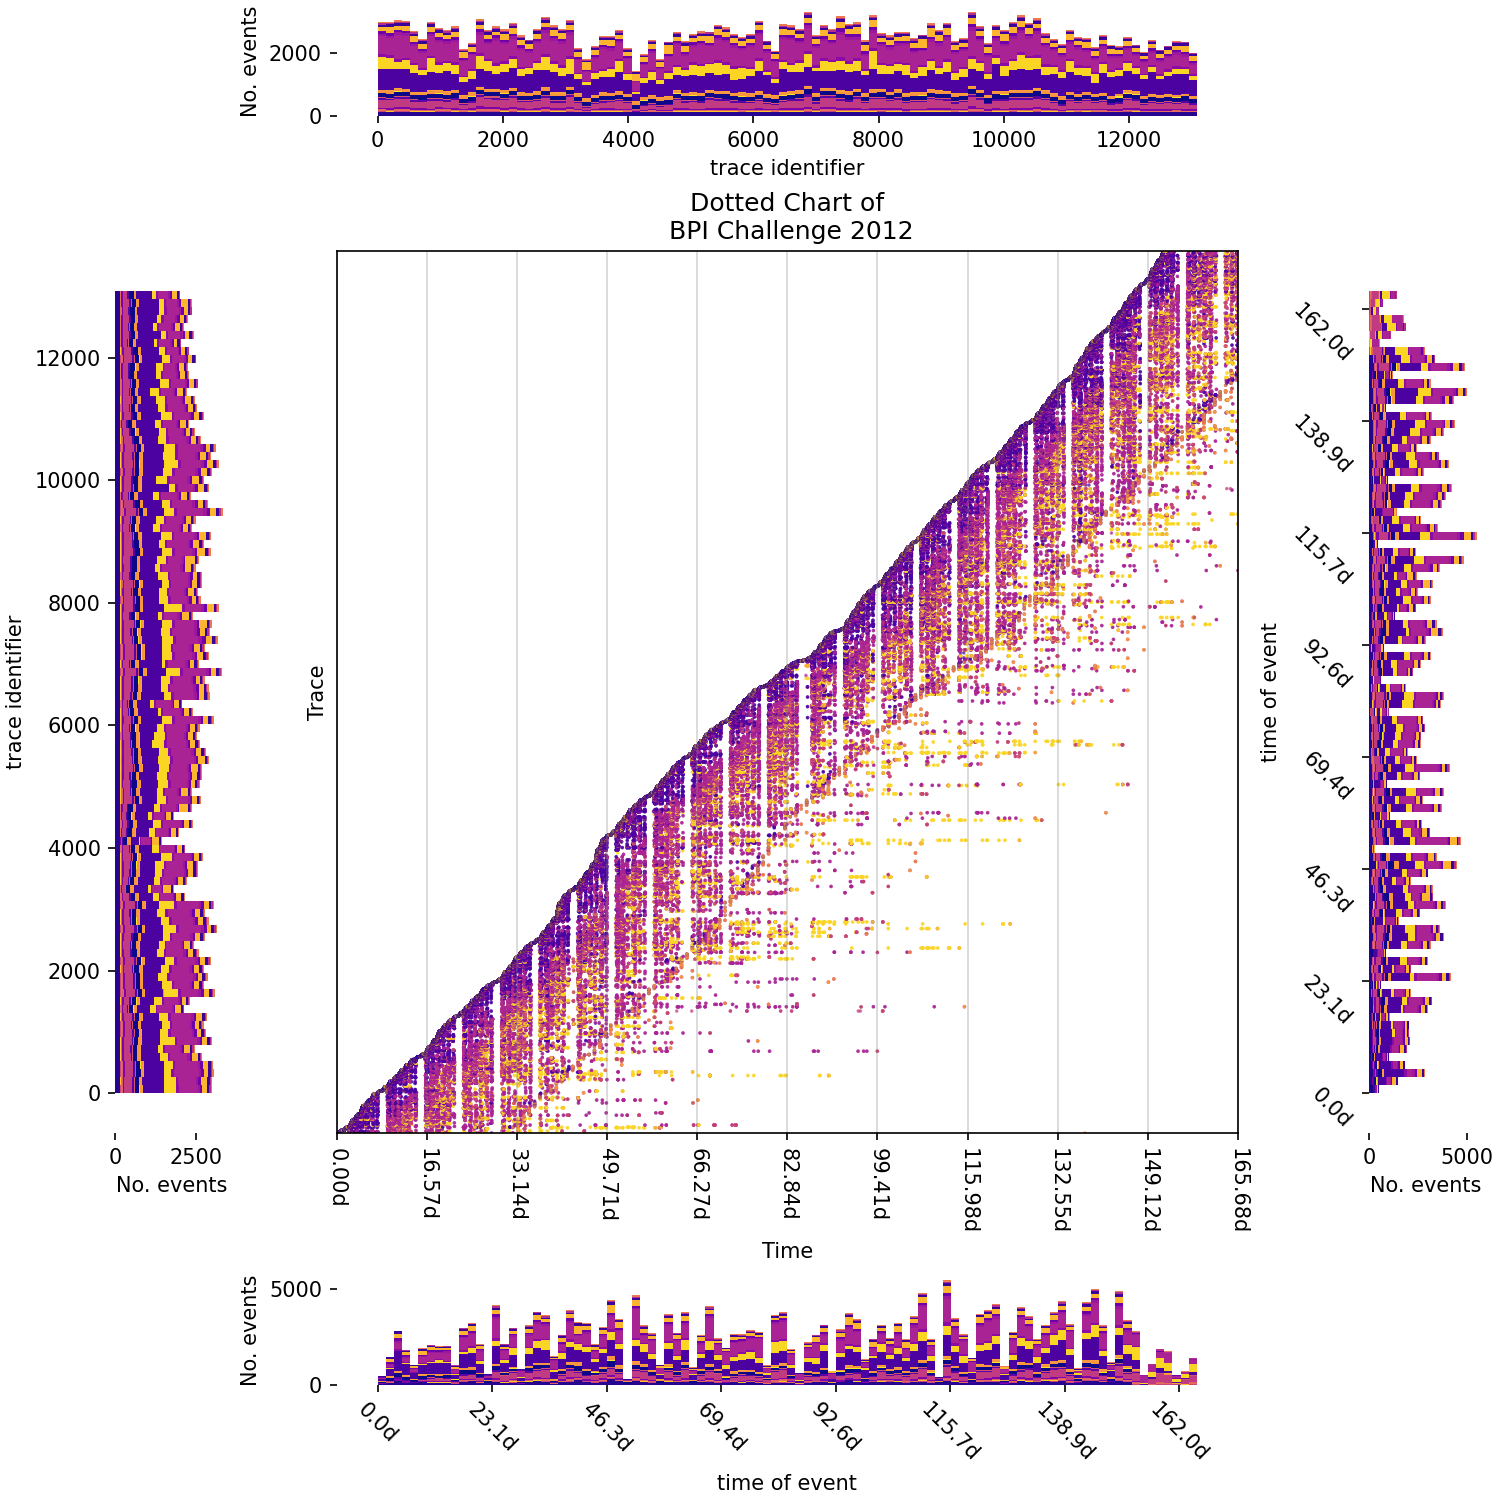 No. events
2000
0
0
2000
4000
6000
8000
10000
12000
trace identifier
Dotted Chart of
BPI Challenge 2012
trace identifier
12000
10000
8000
6000
4000
2000
0
0
2500
No. events
Trace
0.00d
16.57d
33.14d
49.71d
66.27d
82.84d
99.41d
115.98d
132.55d
149.12d
165.68d
Time
time of event
162.0d
138.9d
115.7d
92.6d
69.4d
46.3d
23.1d
0.0d
0
5000
No. events
No. events
5000
0
0.0d
23.1d
46.3d
69.4d
92.6d
115.7d
138.9d
162.0d
time of event